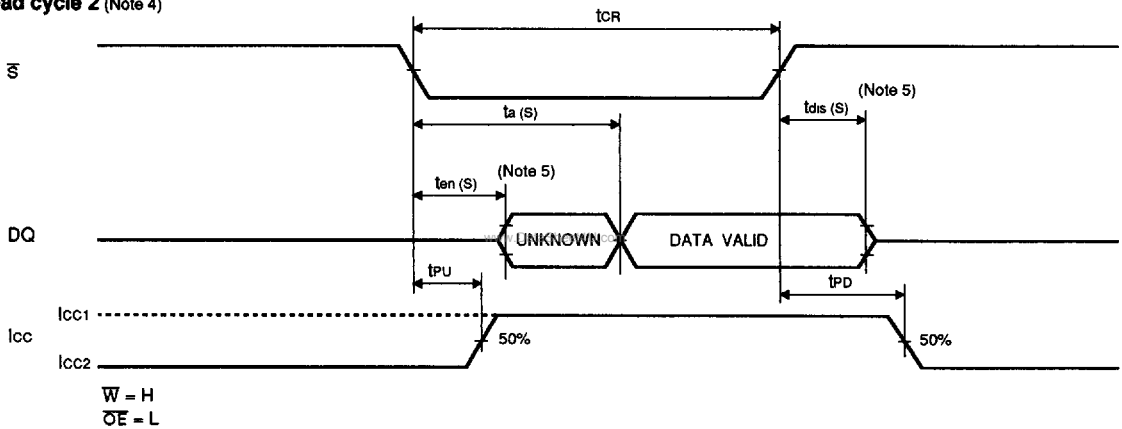 ad cycle 2 (Note 4)
tCR
S̅
(Note 5)
ta (S)
tdis (S)
(Note 5)
ten (S)
DQ
UNKNOWN
DATA VALID
tPU
tPD
ICC1
ICC
50%
50%
ICC2
W̅ = H
O̅E̅ = L